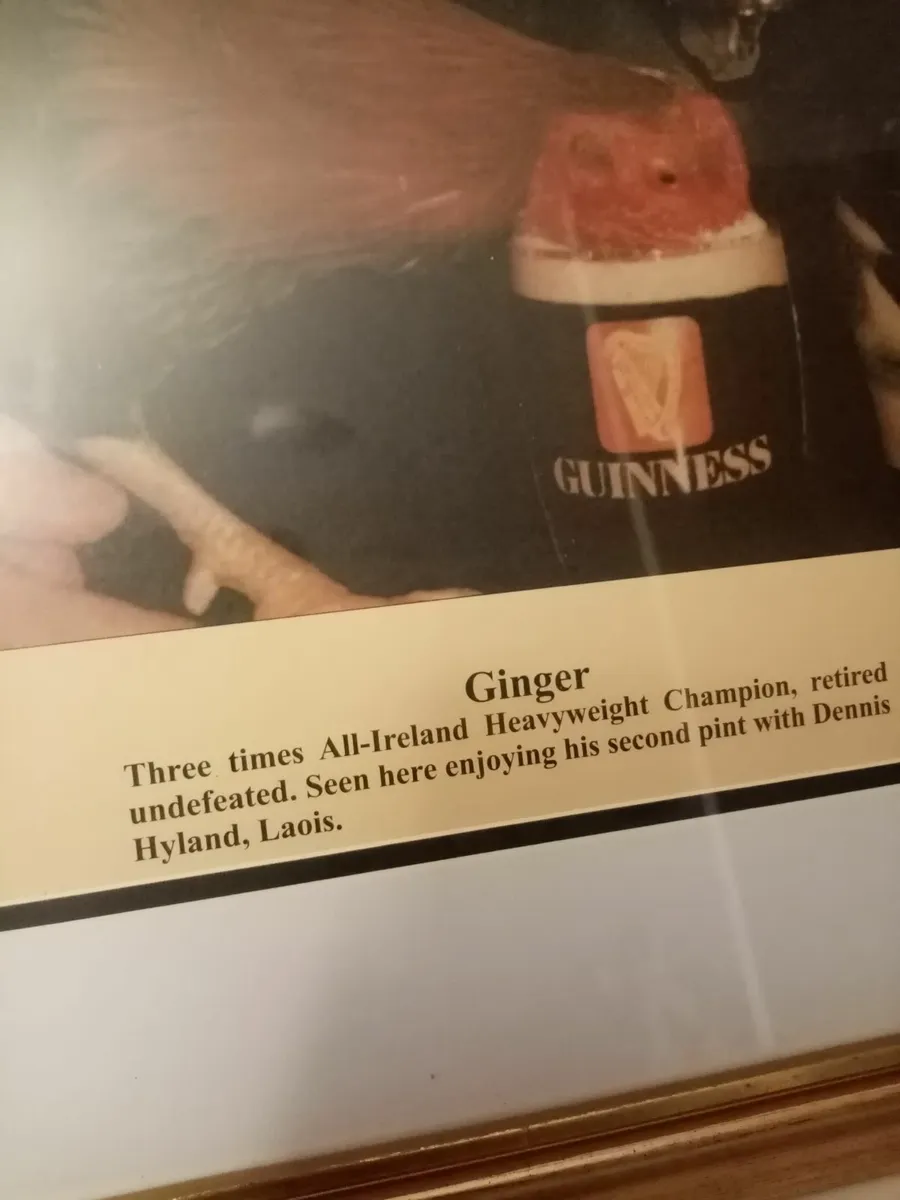 GUINNESS
Ginger
Three times All-Ireland Heavyweight Champion, retired
undefeated. Seen here enjoying his second pint with Dennis
Hyland, Laois.